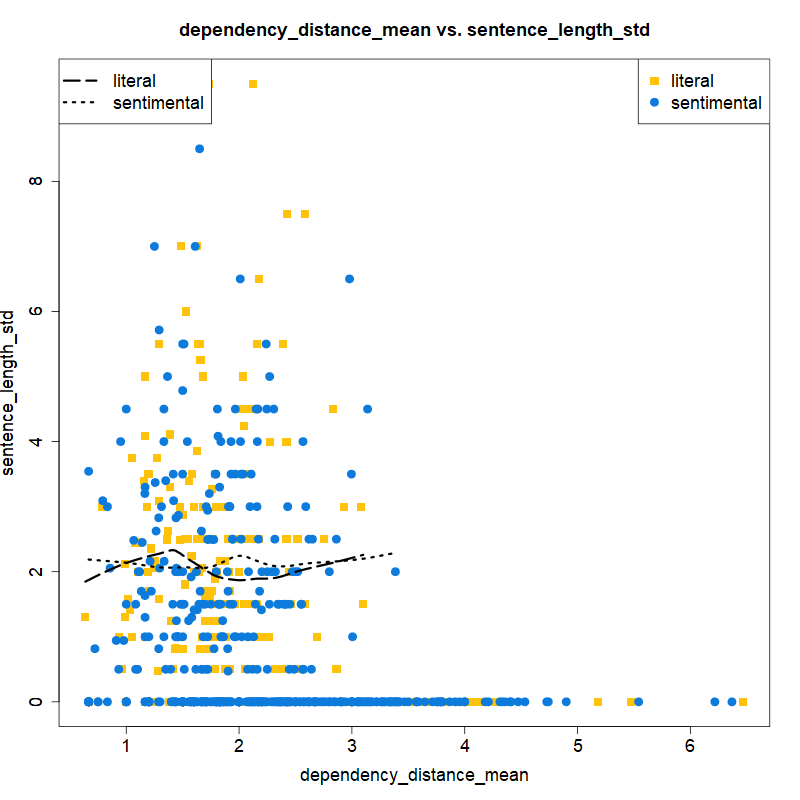 dependency_distance_mean vs. sentence_length_std
literal
sentimental
literal
sentimental
sentence_length_std
8
6
4
2
0
1 2 3 4 5 6
dependency_distance_mean